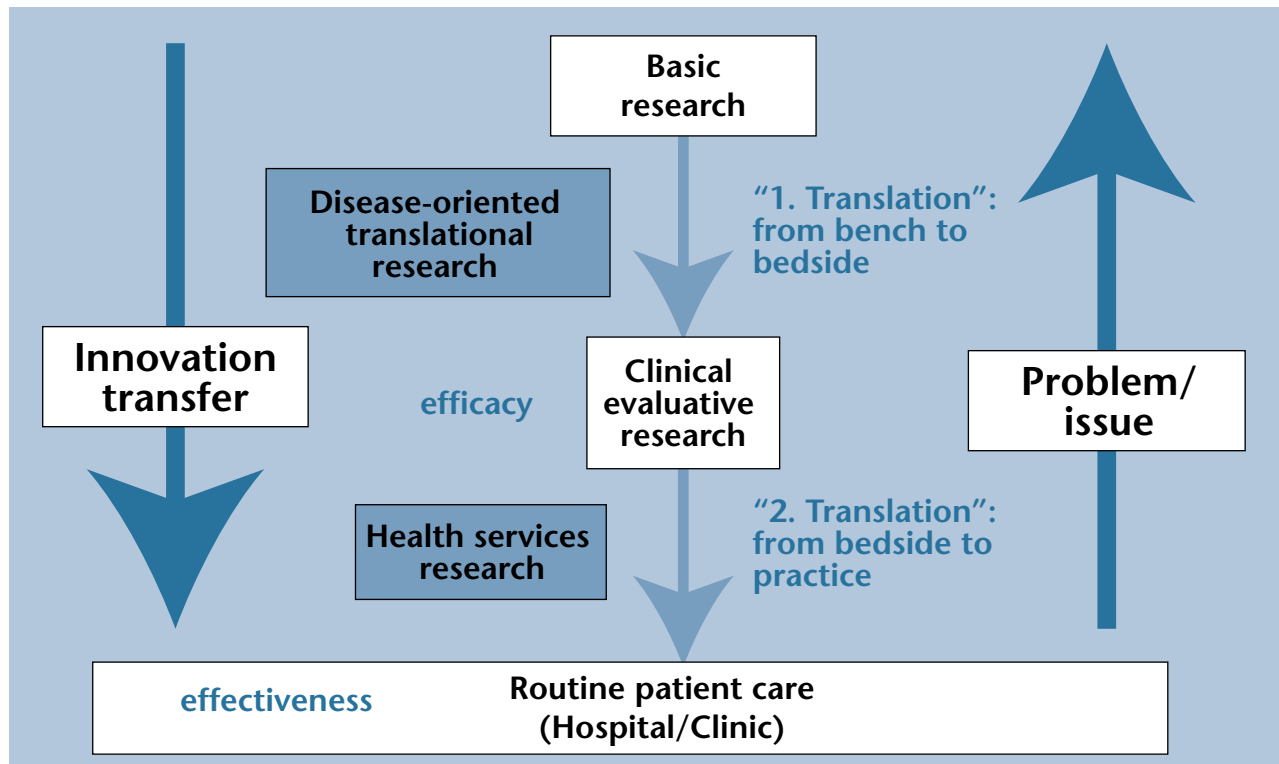 Basic
research
Disease-oriented
translational
research
“1. Translation”:
from bench to
bedside
Innovation
transfer
efficacy
Clinical
evaluative
research
Problem/
issue
Health services
research
“2. Translation”:
from bedside to
practice
effectiveness
Routine patient care
(Hospital/Clinic)